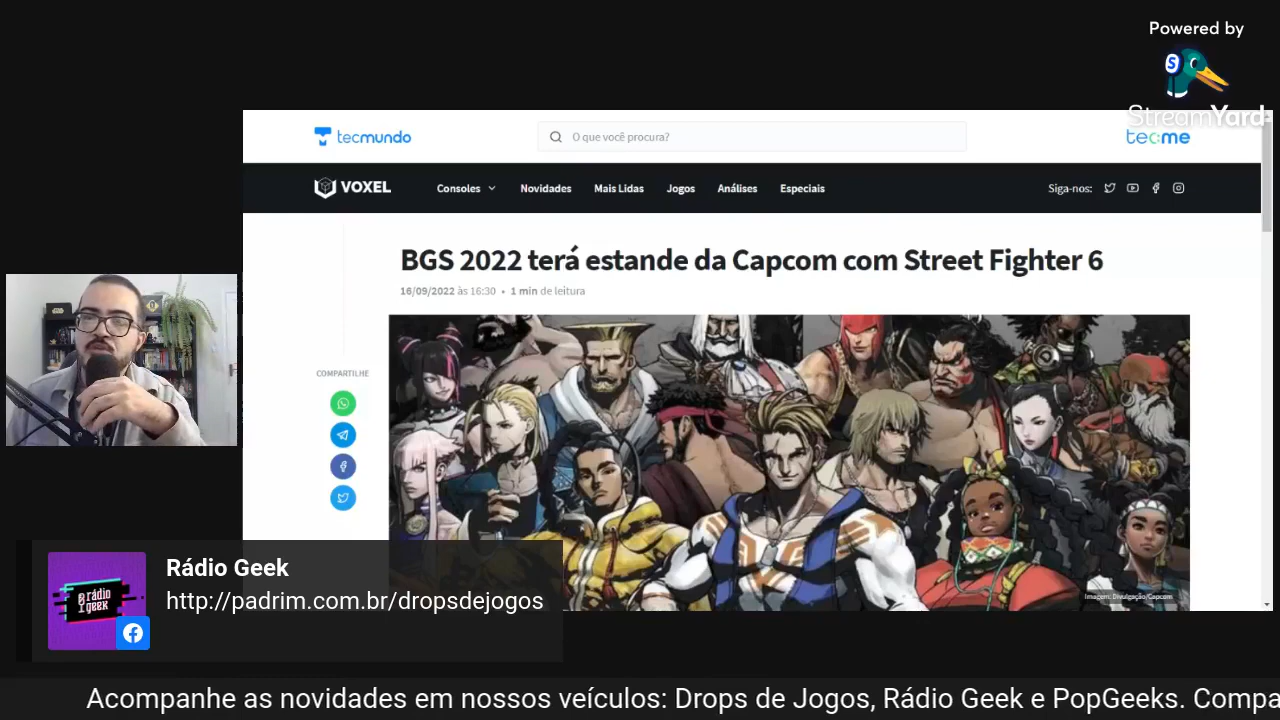 Powered by
StreamYard
tecmundo
O que você procura?
tec:me
VOXEL
Consoles
Novidades
Mais Lidas
Jogos
Análises
Especiais
Siga-nos:
BGS 2022 terá estande da Capcom com Street Fighter 6
16/09/2022 às 16:30 • 1 min de leitura
COMPARTILHE
Imagem: Divulgação/Capcom
rádio
geek
Rádio Geek
http://padrim.com.br/dropsdejogos
Acompanhe as novidades em nossos veículos: Drops de Jogos, Rádio Geek e PopGeeks. Compa